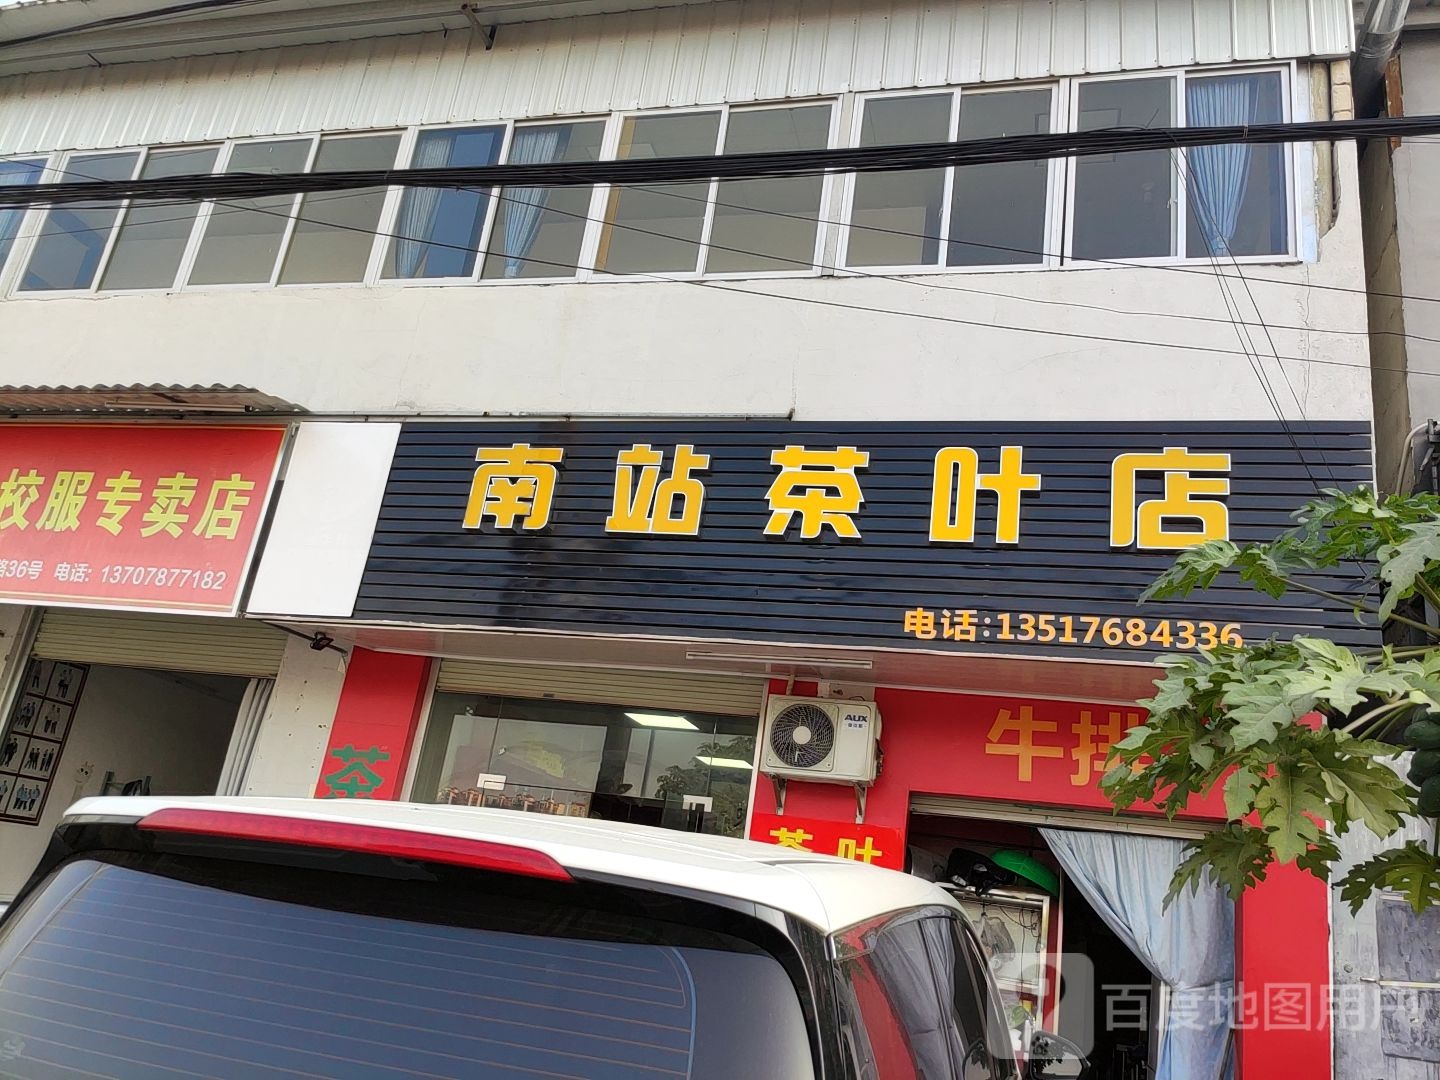 南站茶叶店
电话:13517684336
校服专卖店
路36号 电话: 13707877182
茶
AUX
牛排
茶叶
百度地图用户